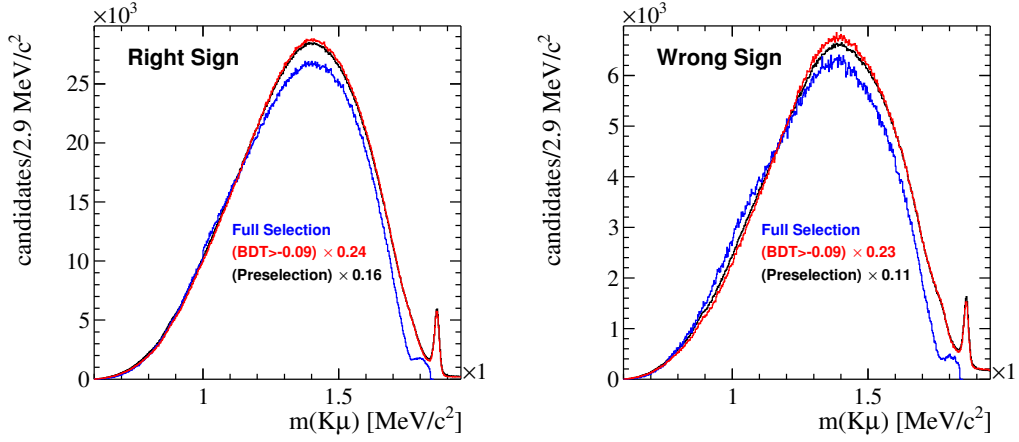 ×10³
Right Sign
candidates/2.9 MeV/c²
25
20
15
10
5
0
Full Selection
(BDT>-0.09) × 0.24
(Preselection) × 0.16
1
1.5
×1
m(Kμ) [MeV/c²]
×10³
Wrong Sign
candidates/2.9 MeV/c²
6
5
4
3
2
1
0
Full Selection
(BDT>-0.09) × 0.23
(Preselection) × 0.11
1
1.5
×1
m(Kμ) [MeV/c²]